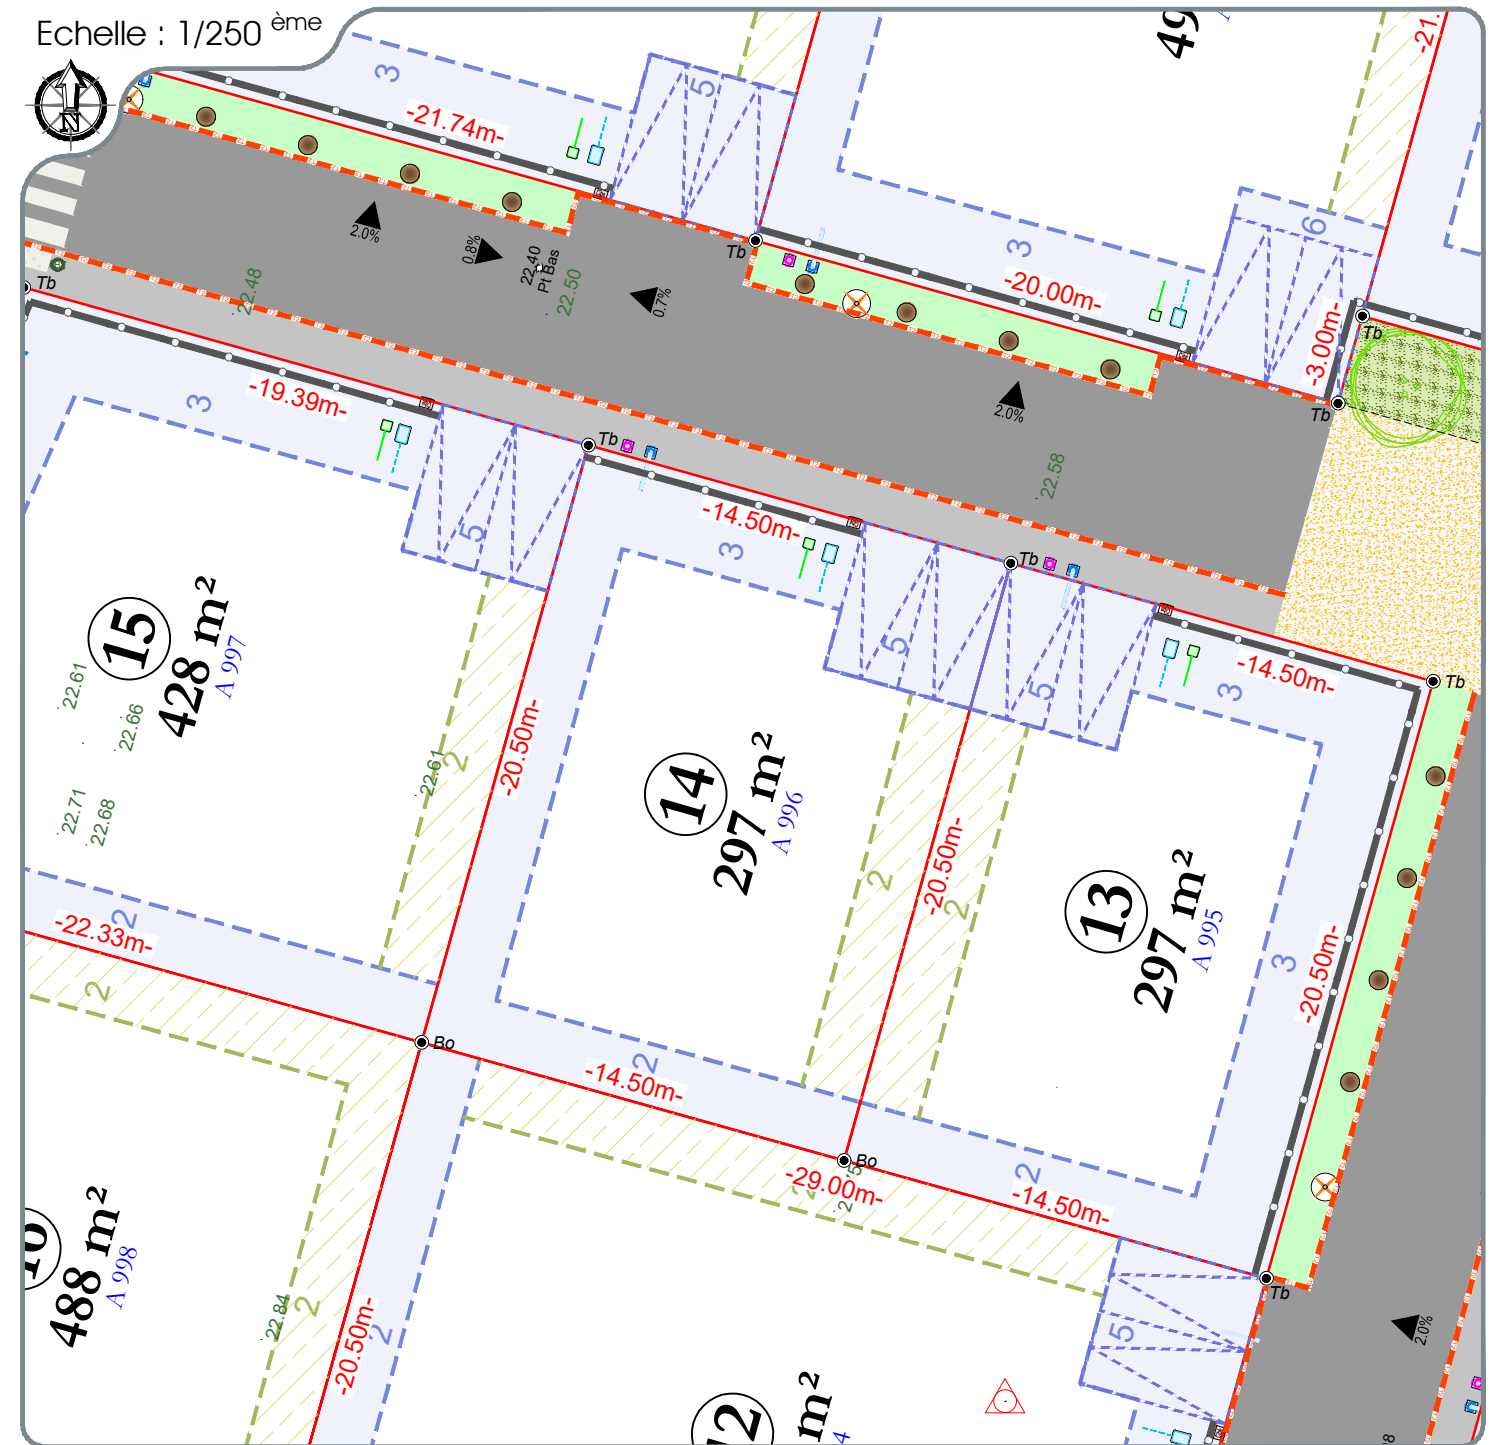 Echelle : 1/250 ème
N
49
-21.
3
5
-21.74m-
3
6
-20.00m-
-3.00m-
Tb
Tb
Tb
2.0%
0.8%
22.40
Pt Bas
22.50
0.7%
22.48
Tb
2.0%
22.58
-19.39m-
3
5
Tb
-14.50m-
3
5
Tb
5
-14.50m-
3
Tb
15
428 m²
A 997
22.61
22.66
22.71
22.68
22.61
2
-20.50m-
14
297 m²
A 996
2
-20.50m-
2
13
297 m²
A 995
3
-20.50m-
2
-22.33m-
2
Bo
2
-14.50m-
Bo
-29.00m-
2
-14.50m-
Tb
488 m²
A 998
22.84
2
-20.50m-
2
5
2.0%
m²